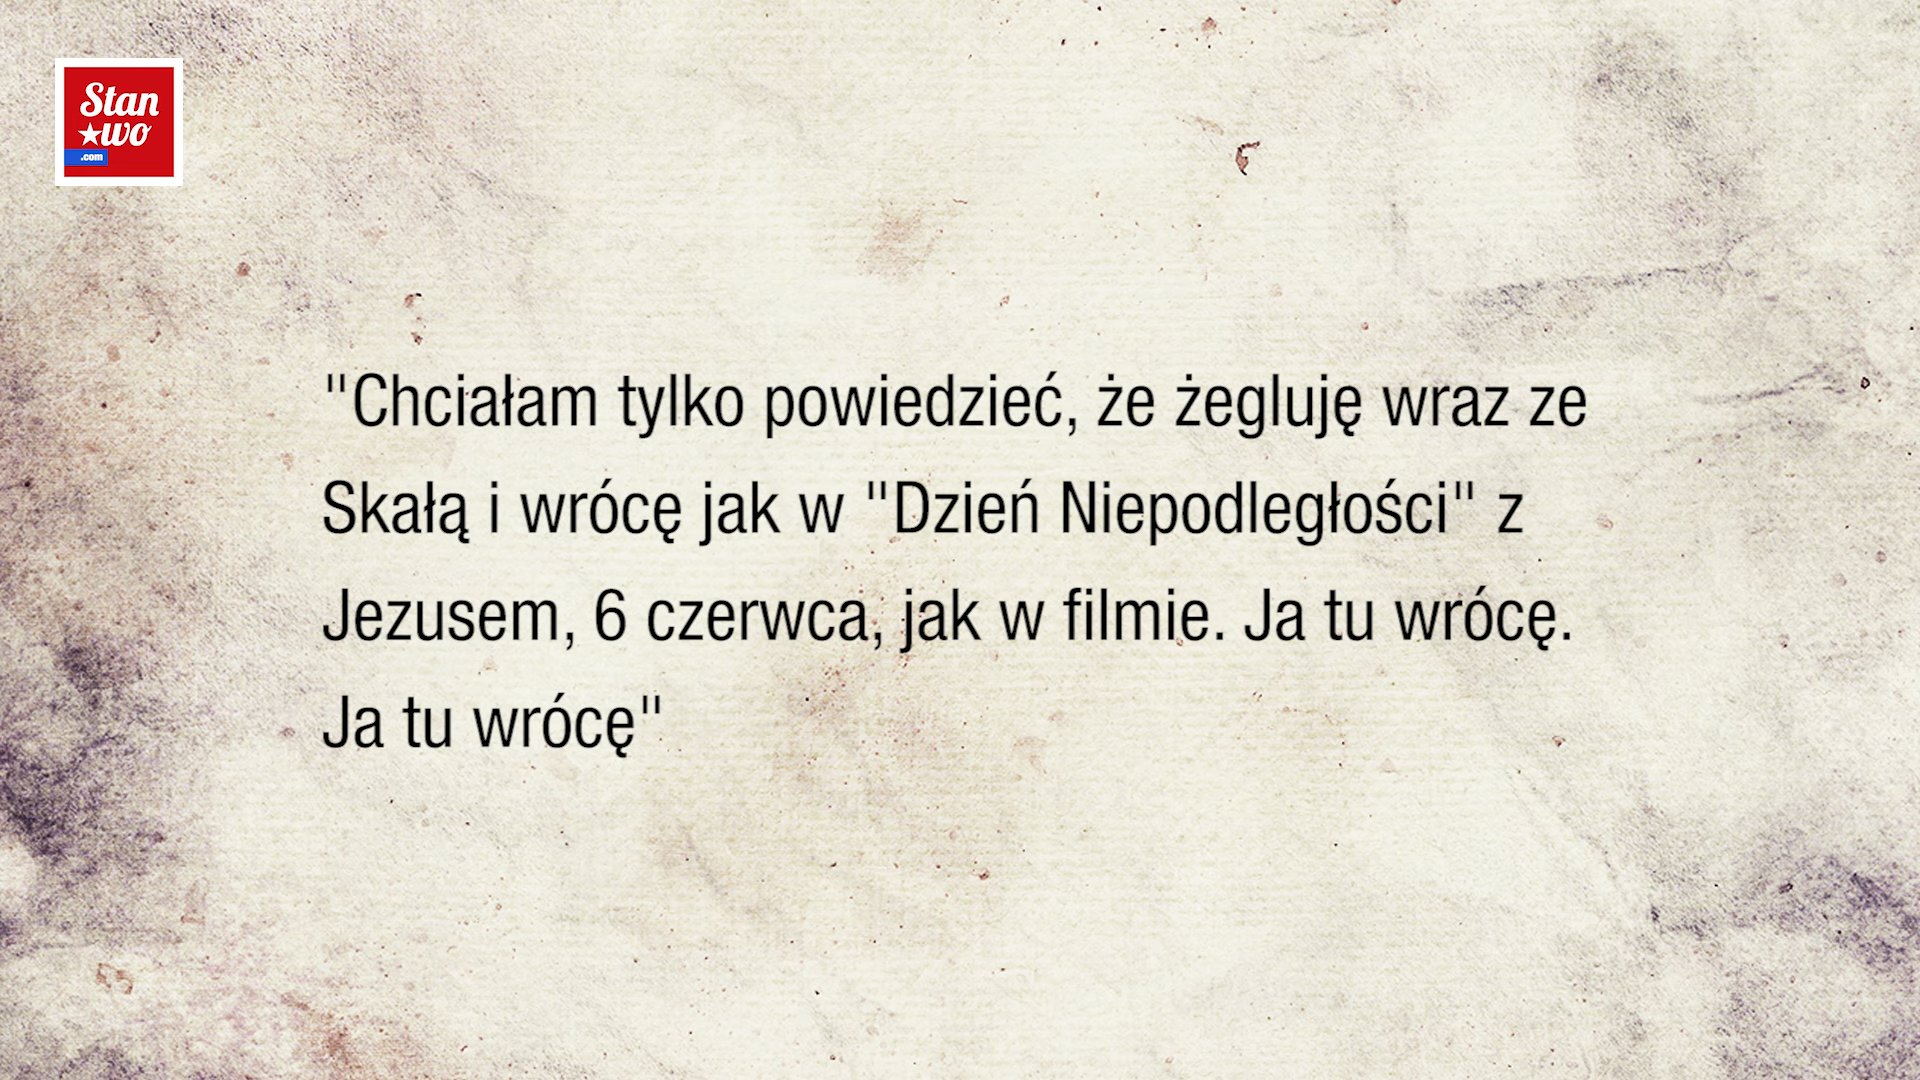 Stan
★wo
.com
"Chciałam tylko powiedzieć, że żegluję wraz ze
Skałą i wrócę jak w "Dzień Niepodległości" z
Jezusem, 6 czerwca, jak w filmie. Ja tu wrócę.
Ja tu wrócę"